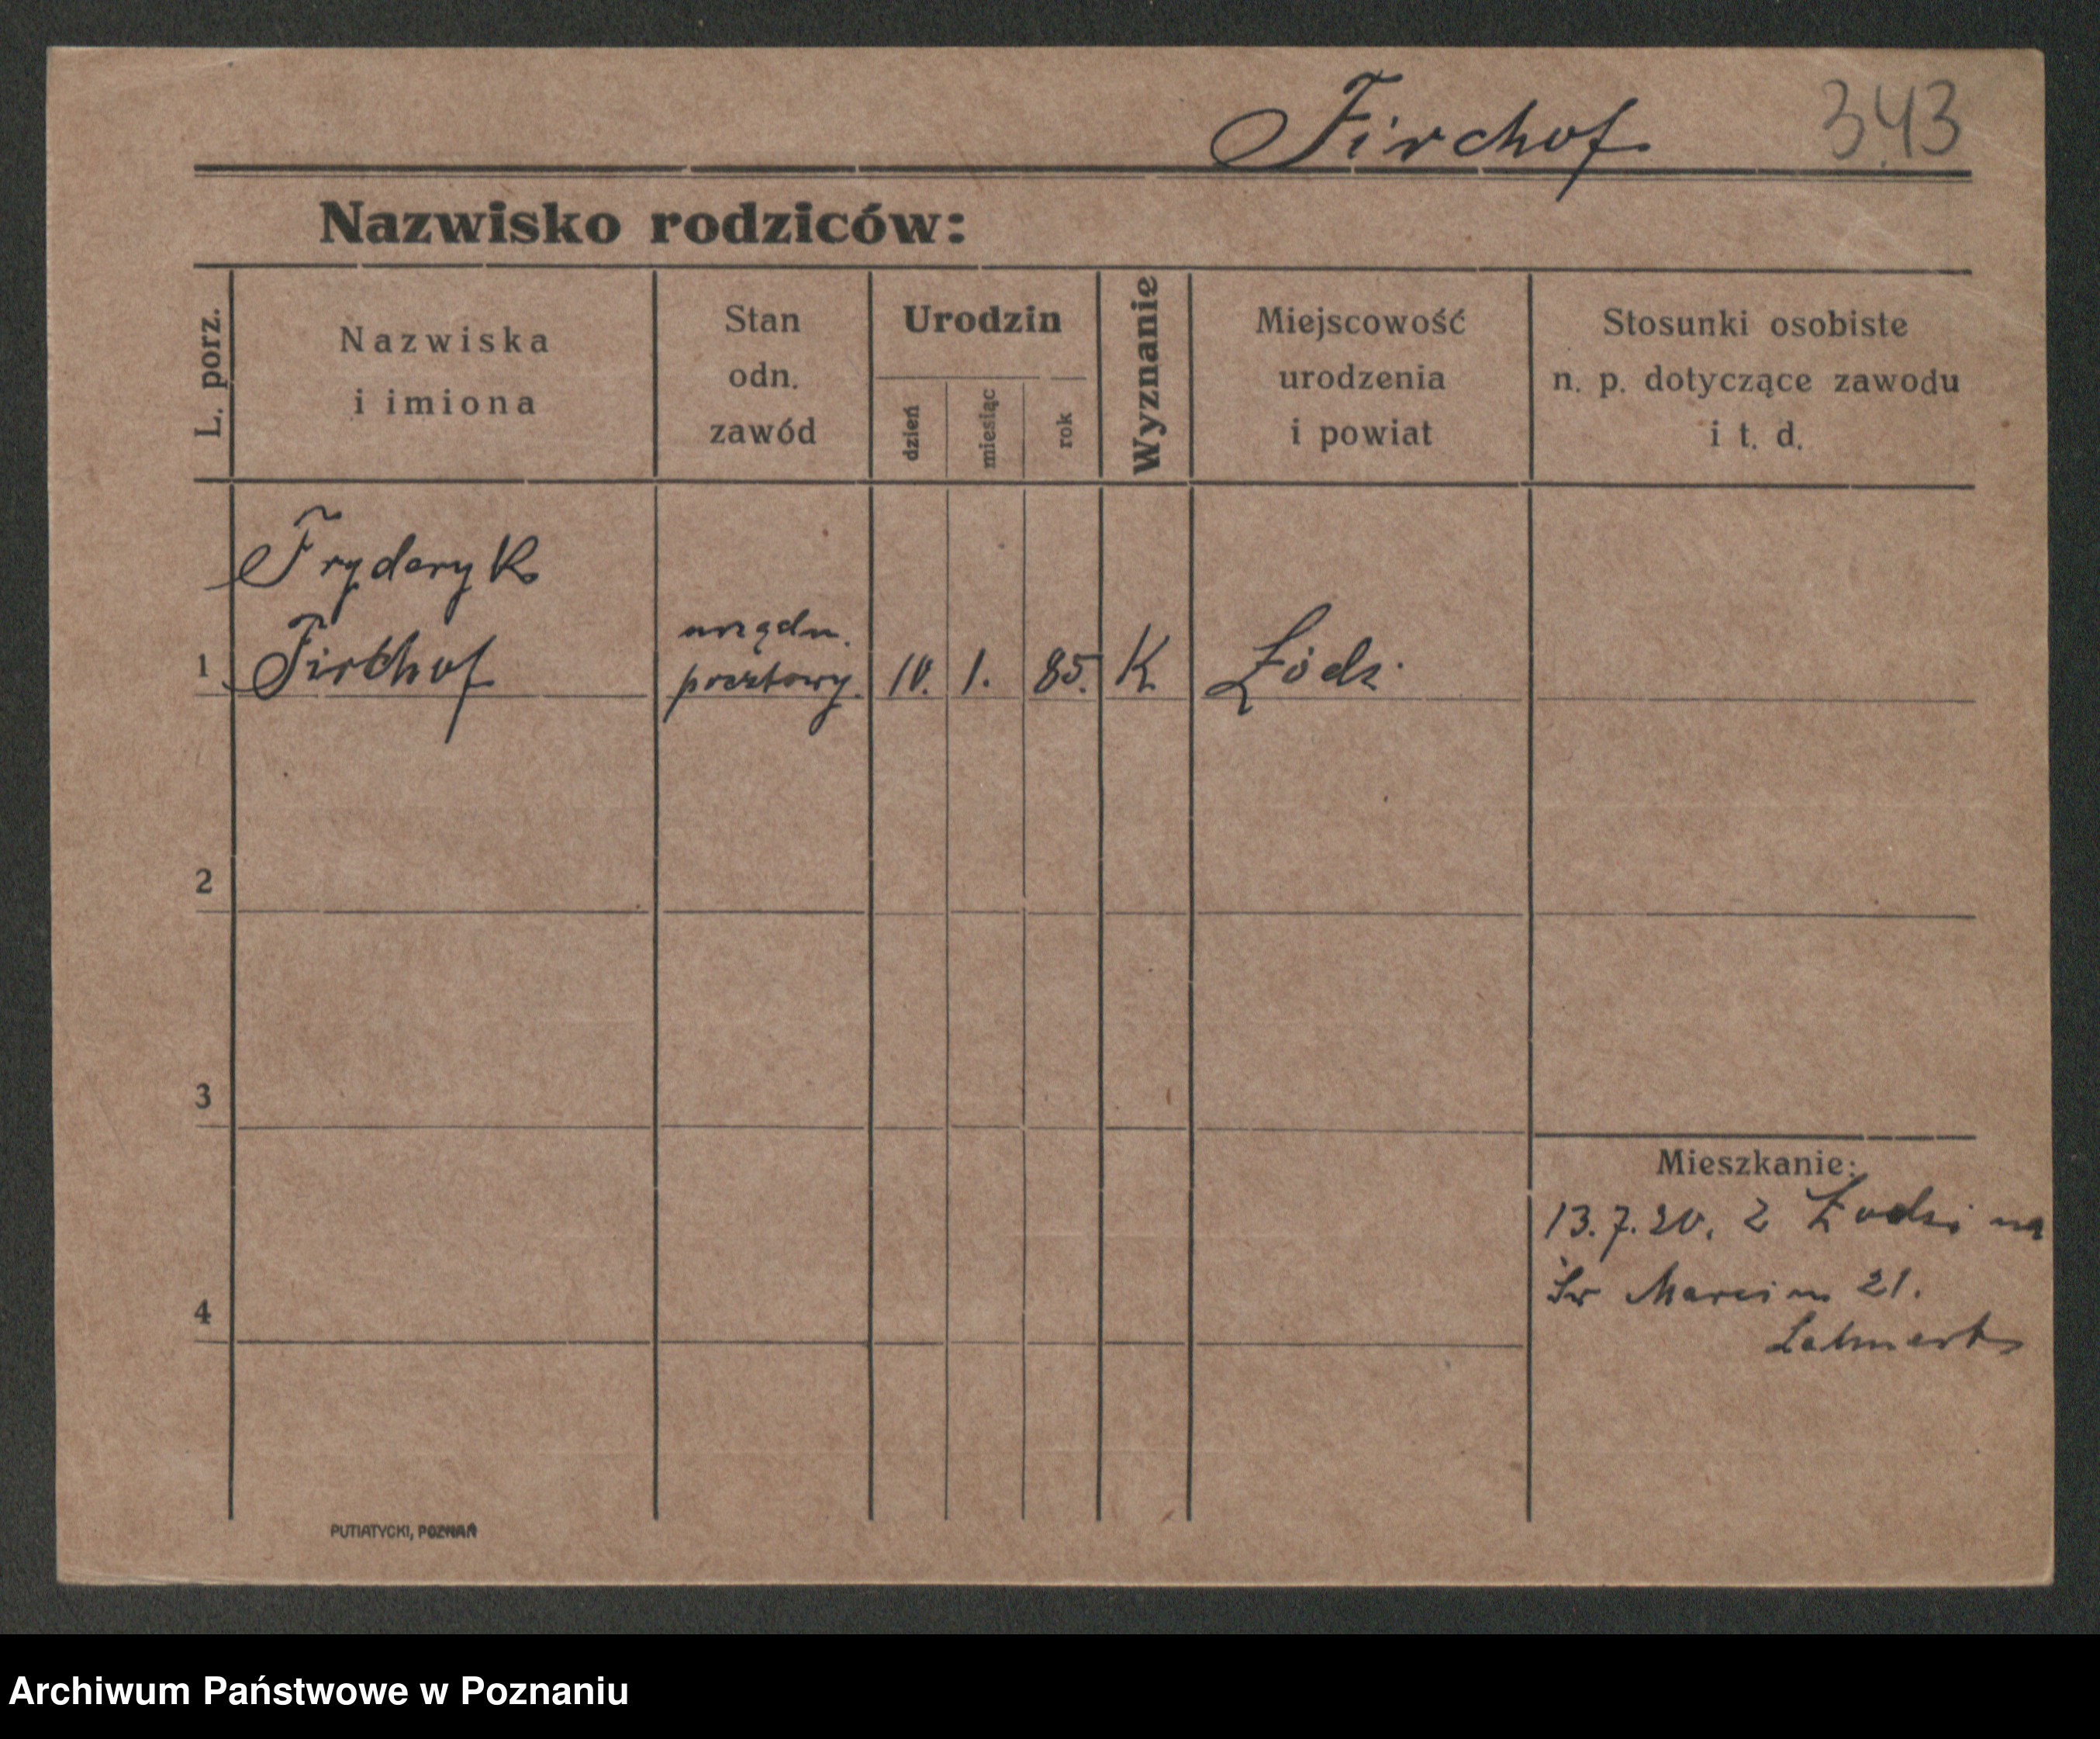 Firchof 343
Nazwisko rodziców:
L. porz.
Nazwiska
i imiona
Stan
odn.
zawód
Urodzin
dzień
miesiąc
rok
Wyznanie
Miejscowość
urodzenia
i powiat
Stosunki osobiste
n. p. dotyczące zawodu
i t. d.
Fryderyk
1 Firchof
urzędn.
pocztowy.
10. 1. 85. K Łódz.
2
3
Mieszkanie:
13.7.20. z Łodzi na
Św Marcin 21.
4
PUTIATYCKI, POZNAŃ
Archiwum Państwowe w Poznaniu